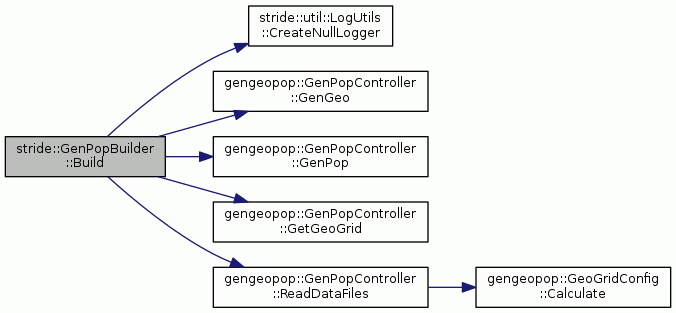 stride::util::LogUtils
::CreateNullLogger
gengeopop::GenPopController
::GenGeo
stride::GenPopBuilder
::Build
gengeopop::GenPopController
::GenPop
gengeopop::GenPopController
::GetGeoGrid
gengeopop::GenPopController
::ReadDataFiles
gengeopop::GeoGridConfig
::Calculate